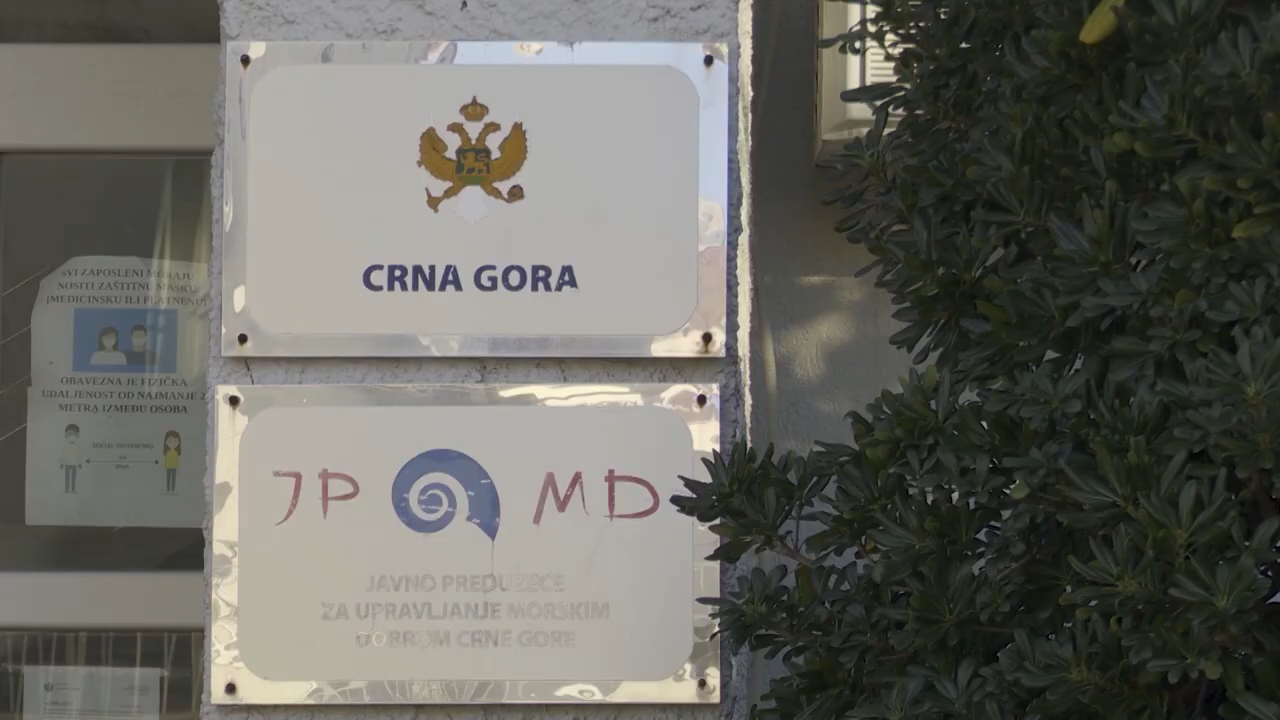 CRNA GORA
JP MD
JAVNO PREDUZEĆE
ZA UPRAVLJANJE MORSKIM
DOBROM CRNE GORE
SVI ZAPOSLENI MORAJU
NOSITI ZAŠTITNU MASKU
(MEDICINSKU ILI PLATNENU)
OBAVEZNA JE FIZIČKA
UDALJENOST OD NAJMANJE 2
METRA IZMEĐU OSOBA